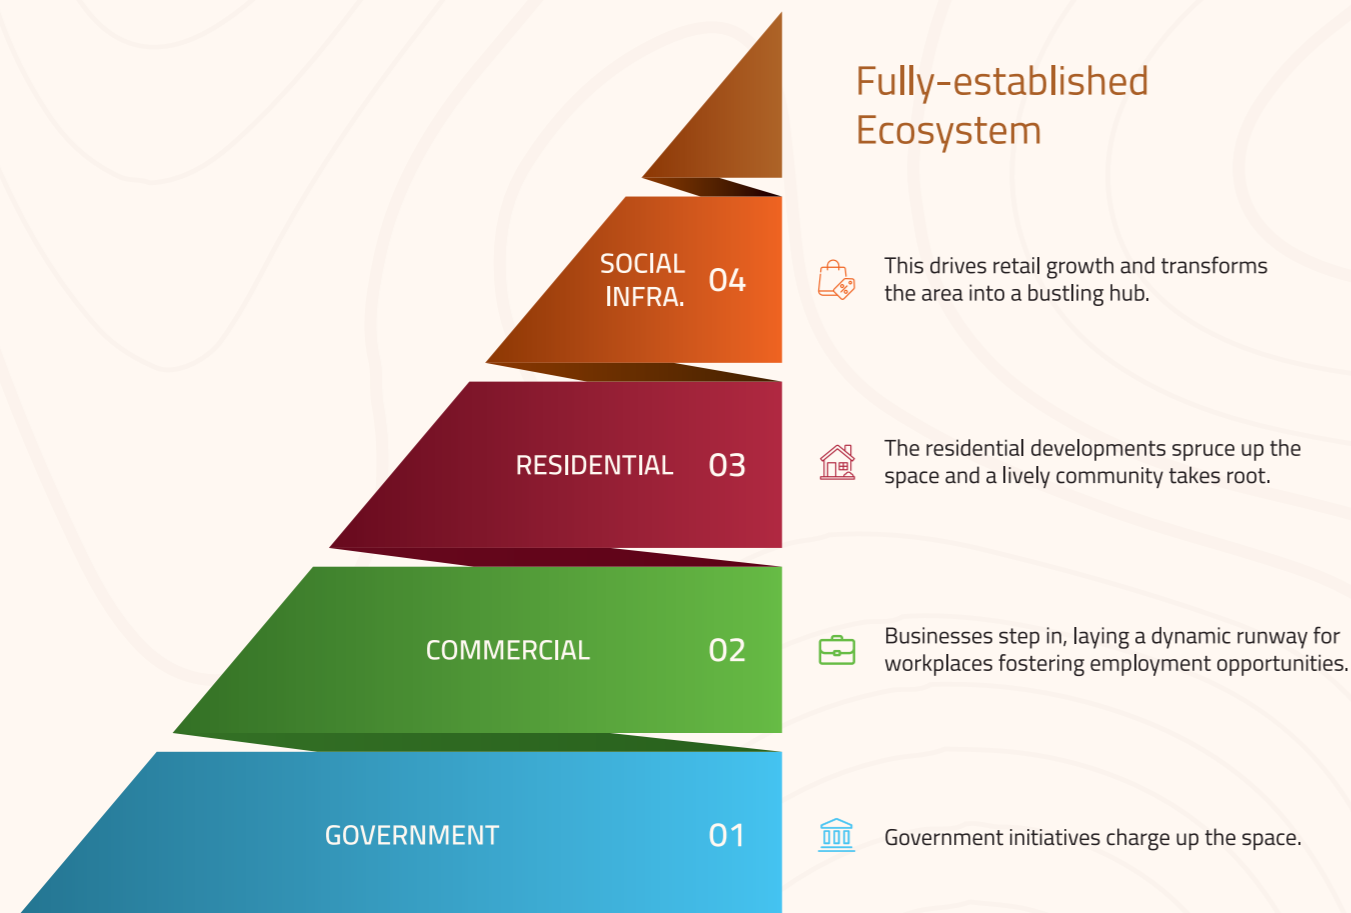 Fully-established
Ecosystem
SOCIAL
INFRA.
04
This drives retail growth and transforms
the area into a bustling hub.
RESIDENTIAL 03
The residential developments spruce up the
space and a lively community takes root.
COMMERCIAL 02
Businesses step in, laying a dynamic runway for
workplaces fostering employment opportunities.
GOVERNMENT 01
Government initiatives charge up the space.